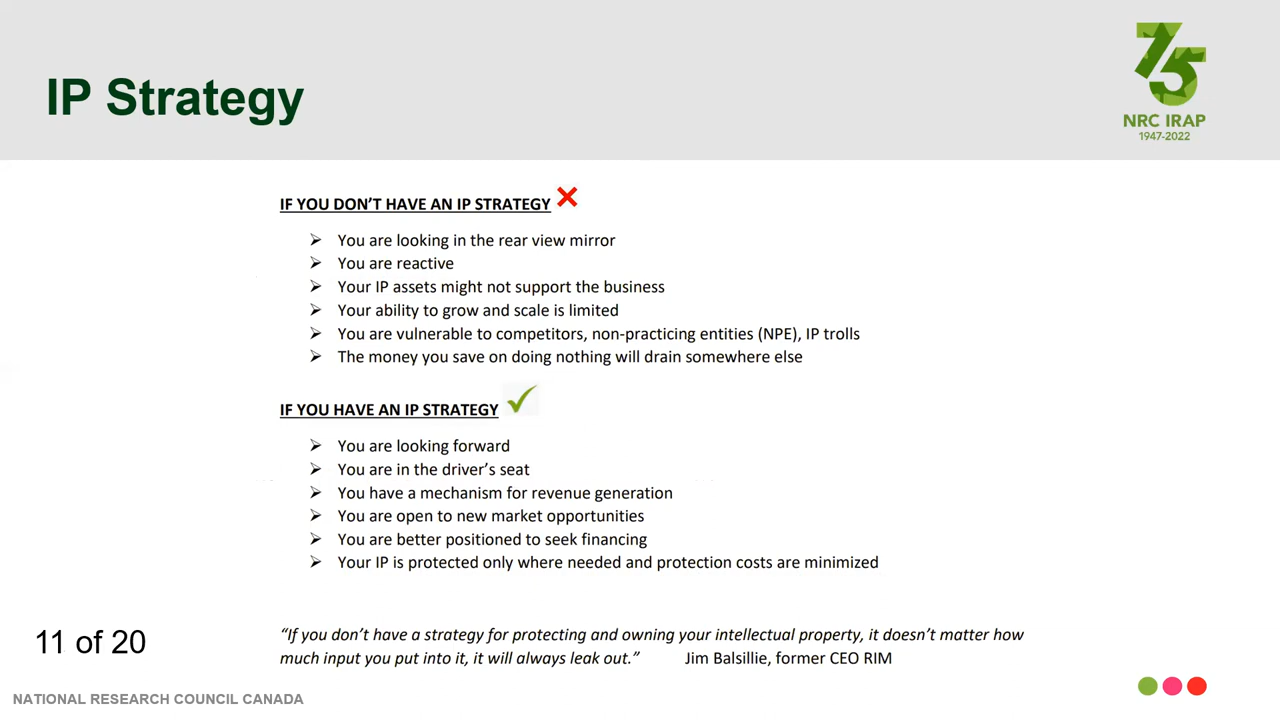 IP Strategy
75
NRC IRAP
1947-2022
IF YOU DON’T HAVE AN IP STRATEGY
You are looking in the rear view mirror
You are reactive
Your IP assets might not support the business
Your ability to grow and scale is limited
You are vulnerable to competitors, non-practicing entities (NPE), IP trolls
The money you save on doing nothing will drain somewhere else
IF YOU HAVE AN IP STRATEGY
You are looking forward
You are in the driver’s seat
You have a mechanism for revenue generation
You are open to new market opportunities
You are better positioned to seek financing
Your IP is protected only where needed and protection costs are minimized
“If you don’t have a strategy for protecting and owning your intellectual property, it doesn’t matter how
much input you put into it, it will always leak out.” Jim Balsillie, former CEO RIM
11 of 20
NATIONAL RESEARCH COUNCIL CANADA